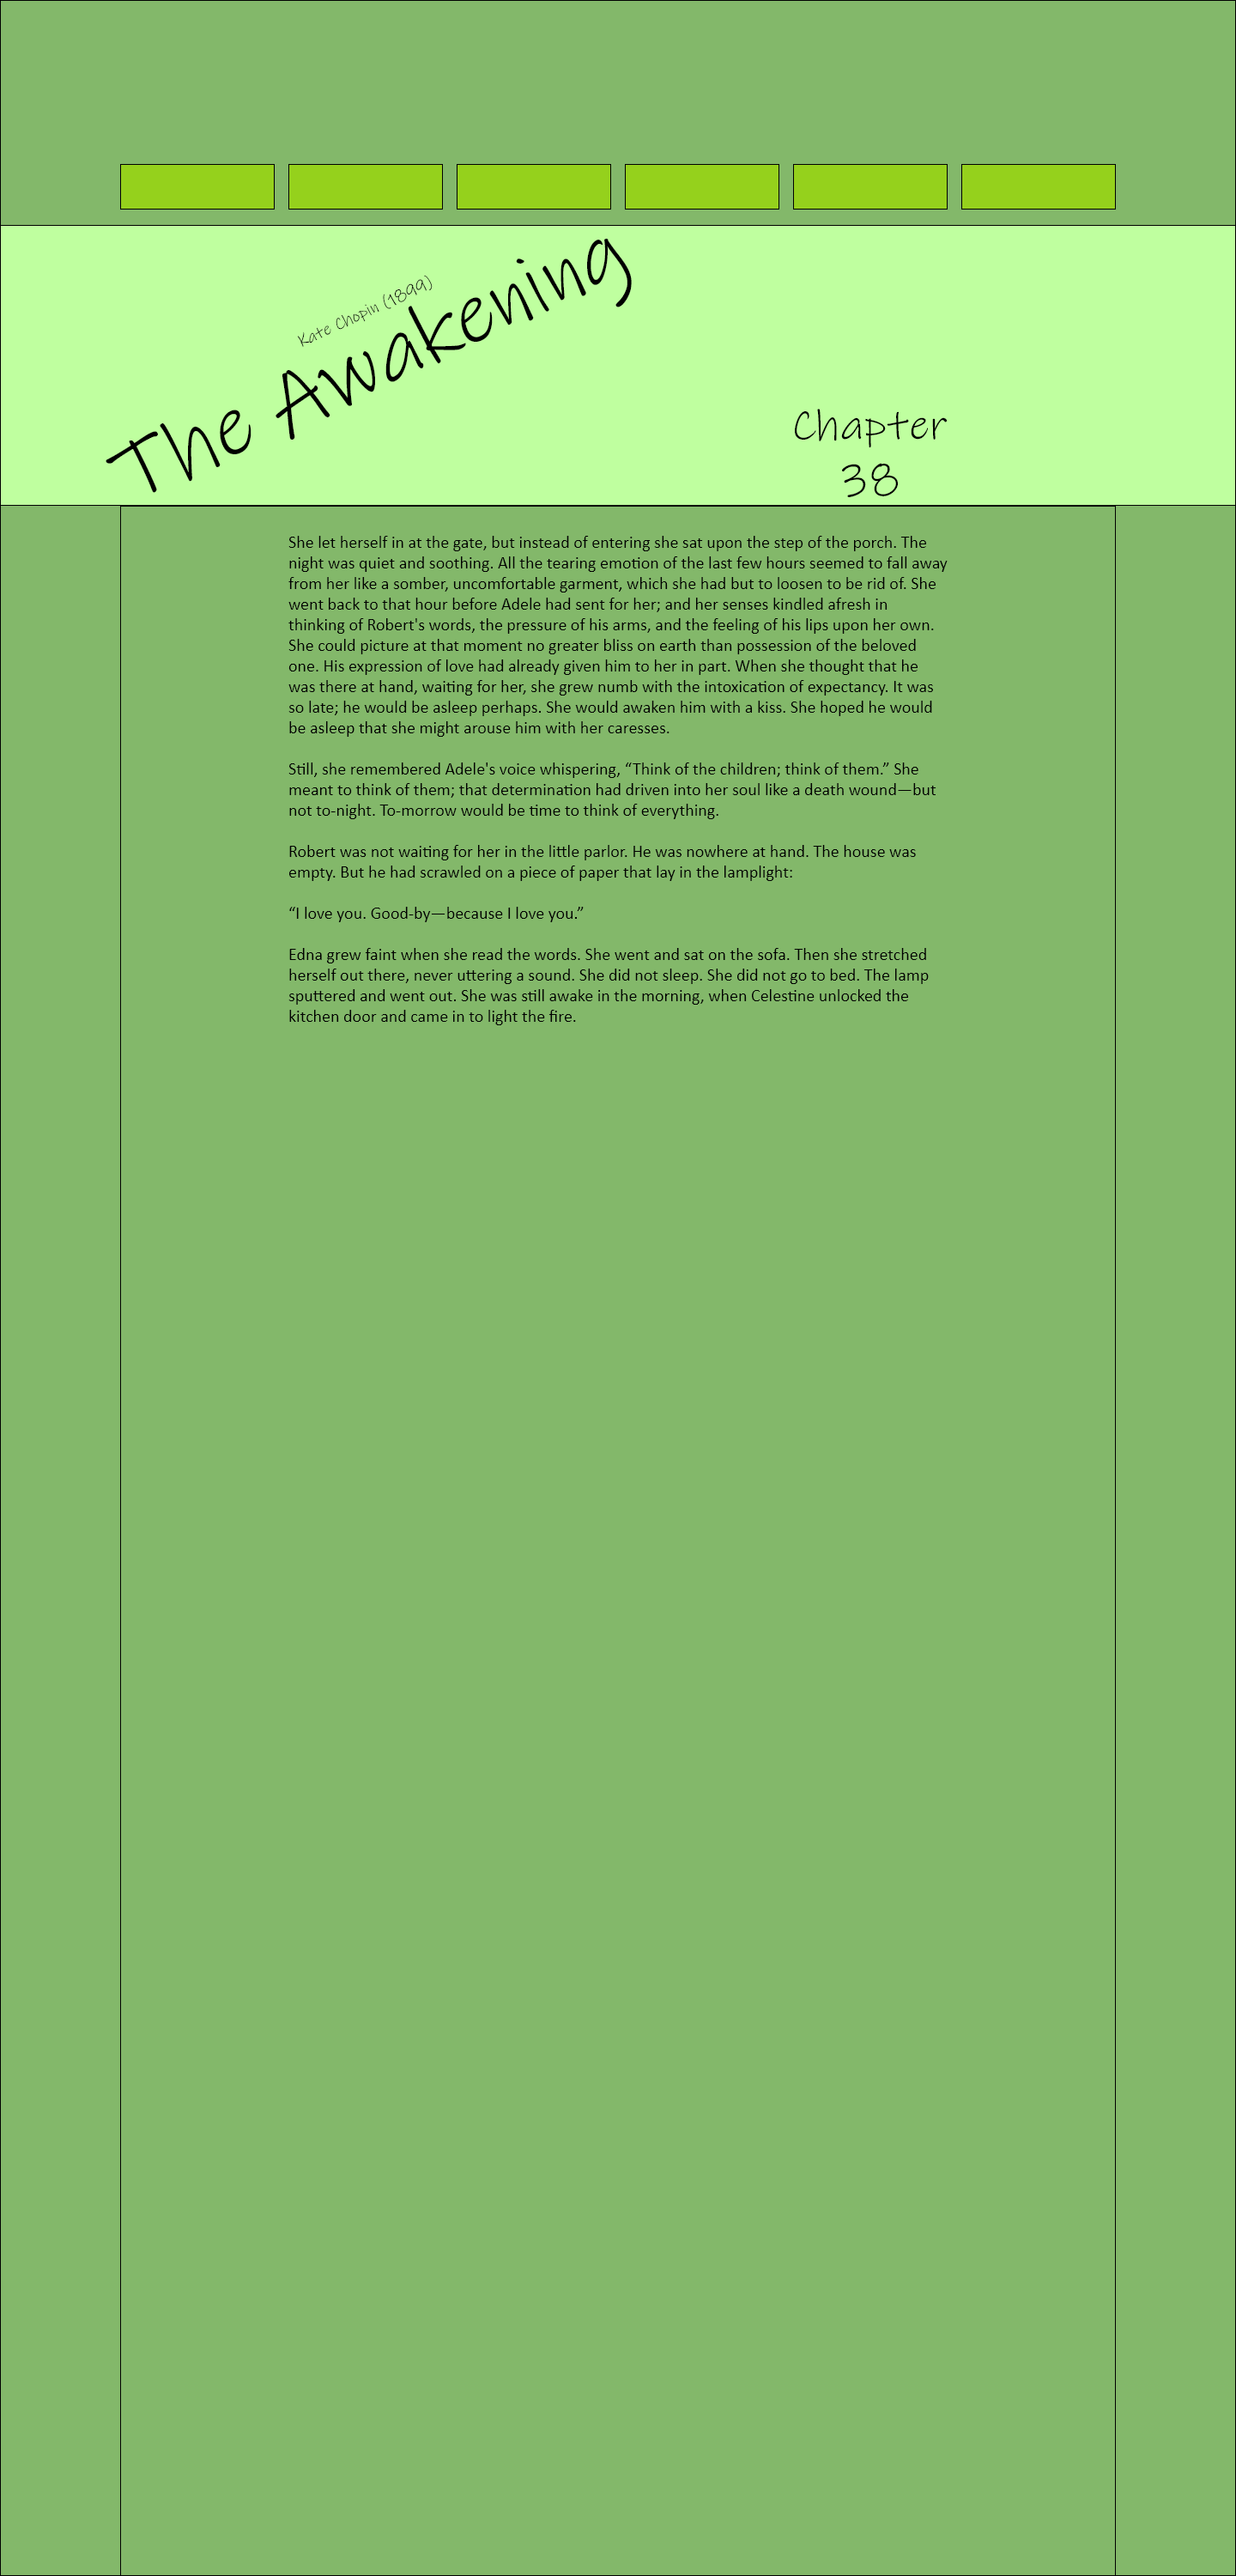 Kate Chopin (1899)
The Awakening
Chapter
38
She let herself in at the gate, but instead of entering she sat upon the step of the porch. The
night was quiet and soothing. All the tearing emotion of the last few hours seemed to fall away
from her like a somber, uncomfortable garment, which she had but to loosen to be rid of. She
went back to that hour before Adele had sent for her; and her senses kindled afresh in
thinking of Robert's words, the pressure of his arms, and the feeling of his lips upon her own.
She could picture at that moment no greater bliss on earth than possession of the beloved
one. His expression of love had already given him to her in part. When she thought that he
was there at hand, waiting for her, she grew numb with the intoxication of expectancy. It was
so late; he would be asleep perhaps. She would awaken him with a kiss. She hoped he would
be asleep that she might arouse him with her caresses.
Still, she remembered Adele's voice whispering, “Think of the children; think of them.” She
meant to think of them; that determination had driven into her soul like a death wound—but
not to-night. To-morrow would be time to think of everything.
Robert was not waiting for her in the little parlor. He was nowhere at hand. The house was
empty. But he had scrawled on a piece of paper that lay in the lamplight:
“I love you. Good-by—because I love you.”
Edna grew faint when she read the words. She went and sat on the sofa. Then she stretched
herself out there, never uttering a sound. She did not sleep. She did not go to bed. The lamp
sputtered and went out. She was still awake in the morning, when Celestine unlocked the
kitchen door and came in to light the fire.